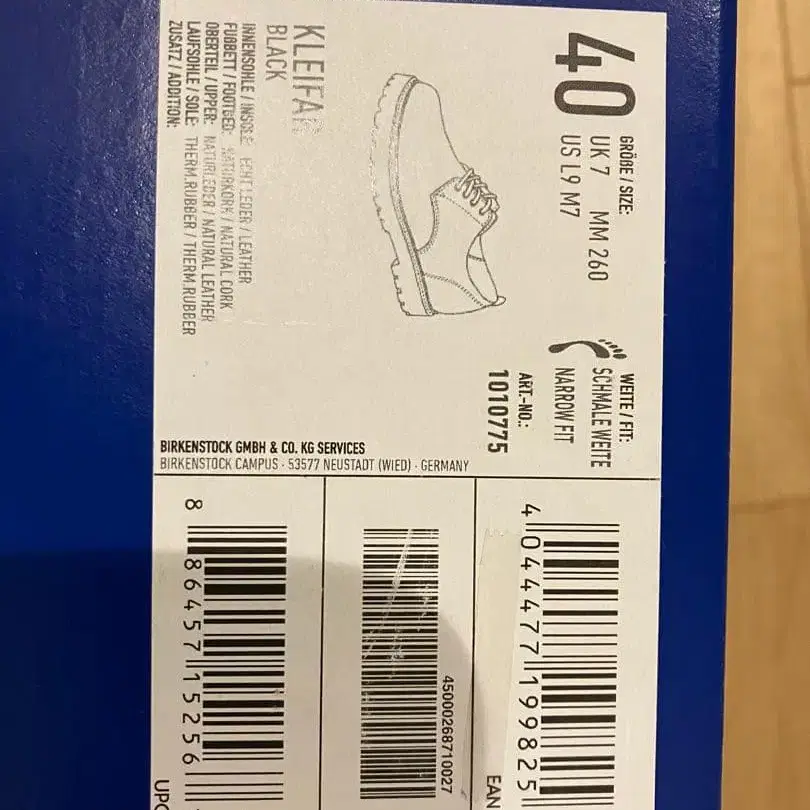 40
GRÖßE / SIZE:
UK 7 MM 260
US L9 M7
WEITE / FIT:
SCHMALE WEITE
NARROW FIT
ART.-NO.:
1010775
BLACK
INNENSOHLE / INSOLE: ECHT LEDER / LEATHER
FUßBETT / FOOTBED: NATURKORK / NATURAL CORK
OBERTEIL / UPPER: NATURLEDER / NATURAL LEATHER
LAUFSOHLE / SOLE: THERM.RUBBER / THERM.RUBBER
ZUSATZ / ADDITION:
BIRKENSTOCK GMBH & CO. KG SERVICES
BIRKENSTOCK CAMPUS · 53577 NEUSTADT (WIED) · GERMANY
4 044477 199825
EAN
45000268710027
8 86457 15256
UPC